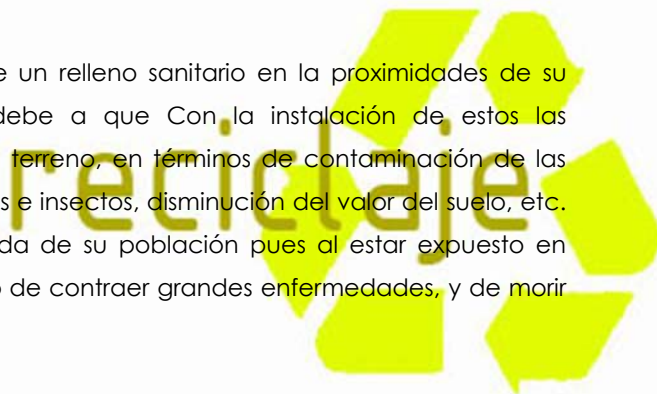 e un relleno sanitario en la proximidades de su
debe a que Con la instalación de estos las
terreno, en términos de contaminación de las
reciclaje
s e insectos, disminución del valor del suelo, etc.
da de su población pues al estar expuesto en
o de contraer grandes enfermedades, y de morir